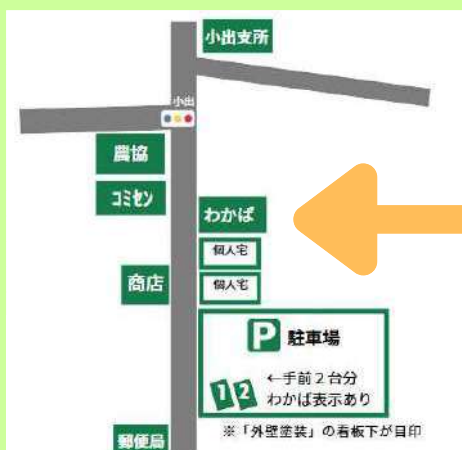 小出支所
小出
農協
コミセン
わかば
個人宅
商店
個人宅
P 駐車場
1 2
←手前2台分
わかば表示あり
※「外壁塗装」の看板下が目印
郵便局